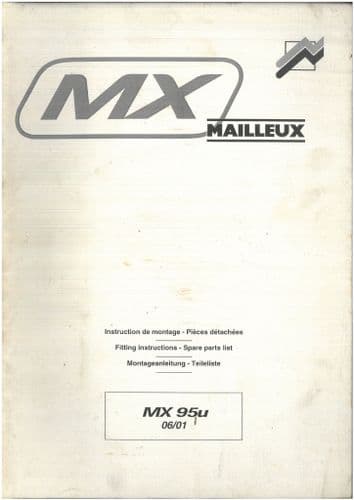 MX
MAILLEUX
Instruction de montage - Pièces détachées
Fitting instructions - Spare parts list
Montageanleitung - Teileliste
MX 95u
06/01